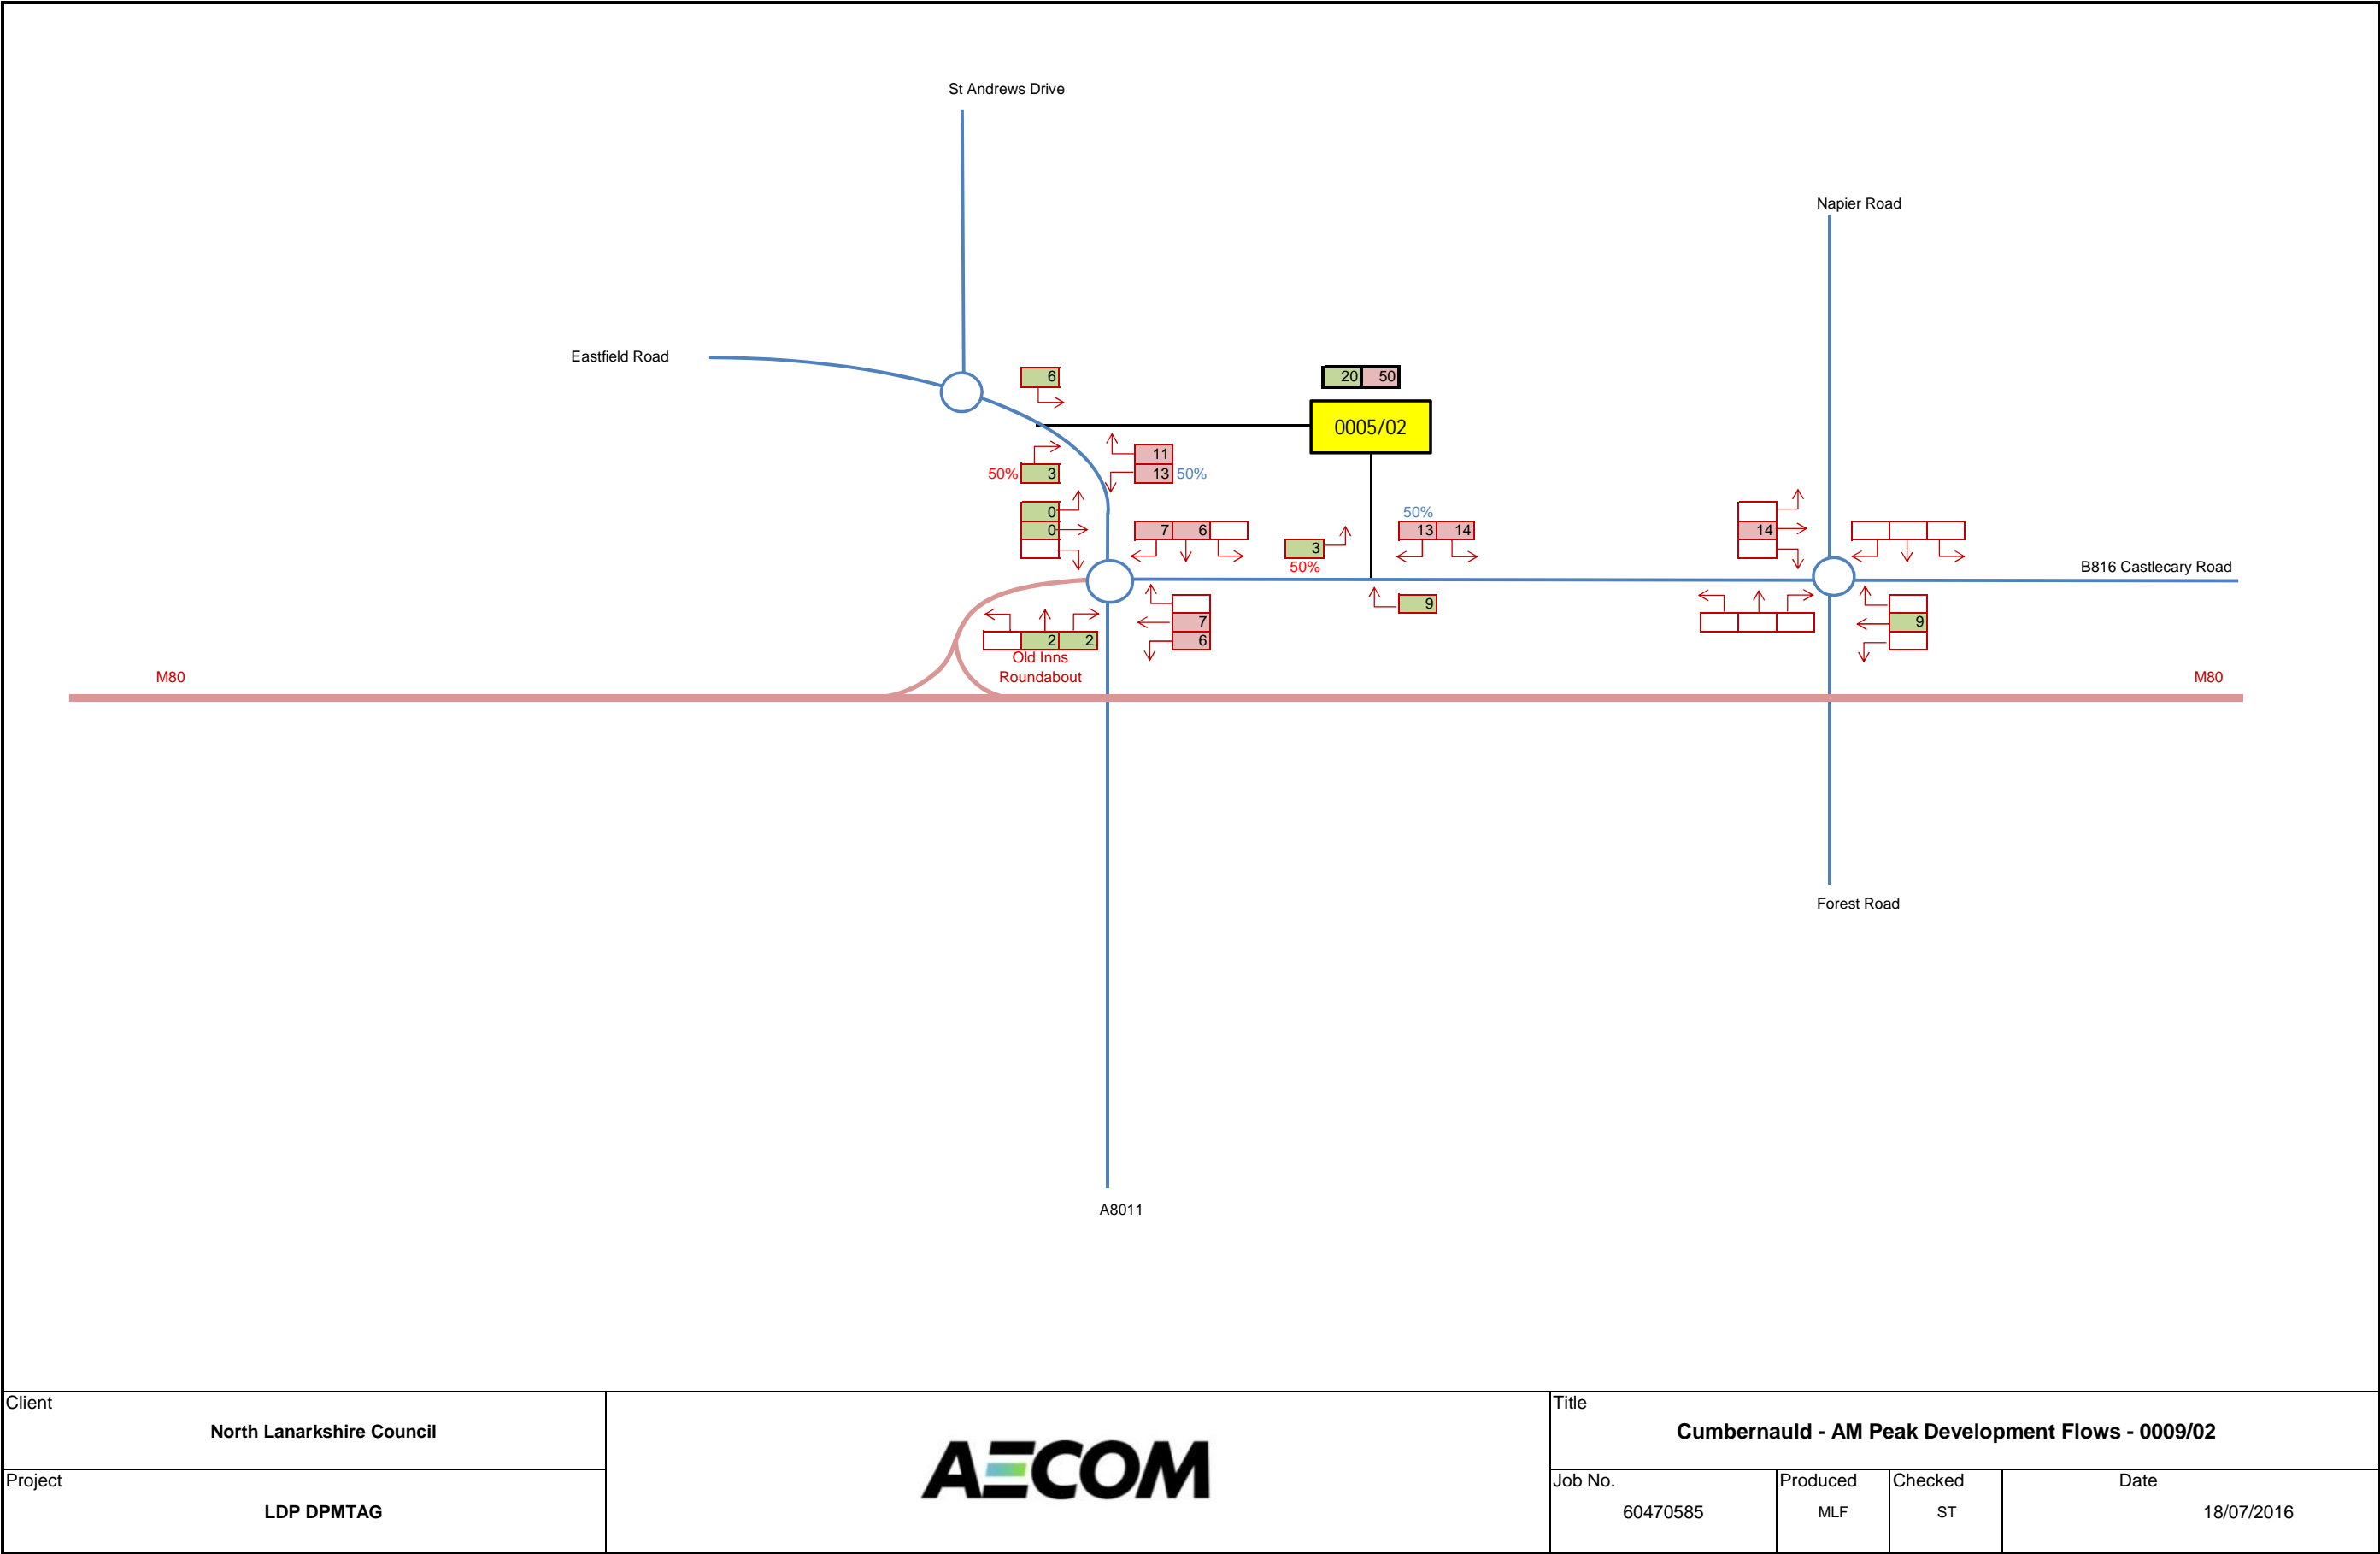 St Andrews Drive
Napier Road
Eastfield Road
6
20 50
0005/02
11
50% 3
13 50%
0
0
7 6
3
50%
50%
13 14
14
B816 Castlecary Road
9
7
6
9
2 2
Old Inns
Roundabout
M80
M80
Forest Road
A8011
Client
North Lanarkshire Council
Project
LDP DPMTAG
AECOM
Title
Cumbernauld - AM Peak Development Flows - 0009/02
Job No. Produced Checked Date
60470585 MLF ST 18/07/2016